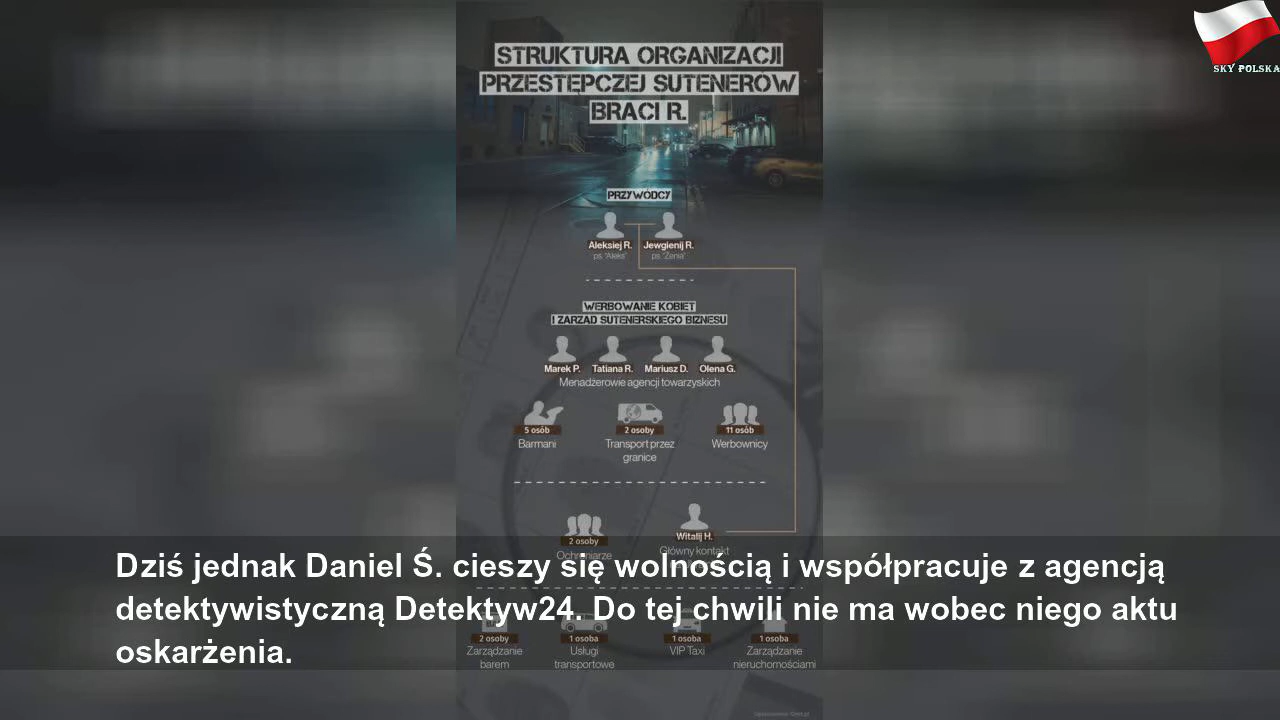 SKY POLSKA
STRUKTURA ORGANIZACJI
PRZESTĘPCZEJ SUTENERÓW
BRACI R.
PRZYWÓDCY
Aleksiej R. Jewgienij R.
ps. "Aleks" ps. "Żenia"
WERBOWANIE KOBIET
I ZARZĄD SUTENERSKIEGO BIZNESU
Marek P. Tatiana R. Mariusz D. Olena G.
Menadżerowie agencji towarzyskich
5 osób 2 osoby 11 osób
Barmani Transport przez Werbownicy
granice
Witalij H.
2 osoby
Ochroniarze Główny kontakt
Dziś jednak Daniel Ś. cieszy się wolnością i współpracuje z agencją
detektywistyczną Detektyw24. Do tej chwili nie ma wobec niego aktu
oskarżenia.
2 osoby 1 osoba 1 osoba 1 osoba
Zarządzanie Usługi VIP Taxi Zarządzanie
barem transportowe nieruchomościami